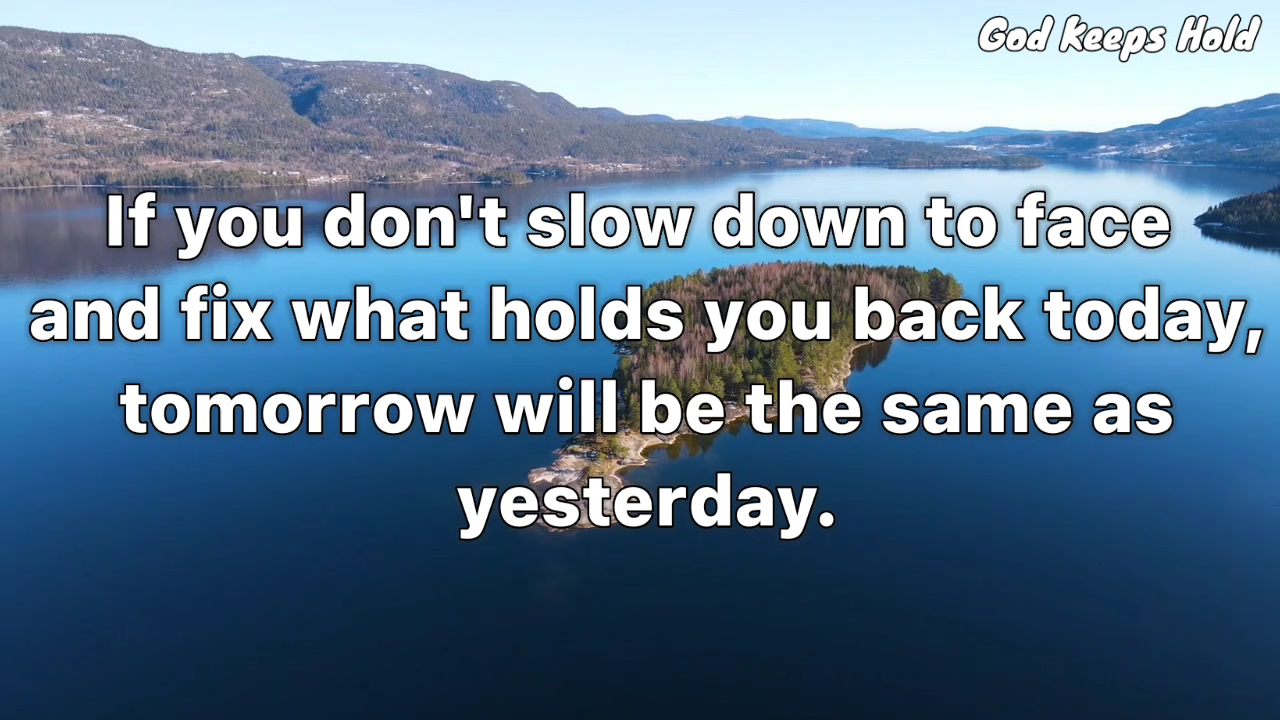 God Keeps Hold
If you don't slow down to face
and fix what holds you back today,
tomorrow will be the same as
yesterday.